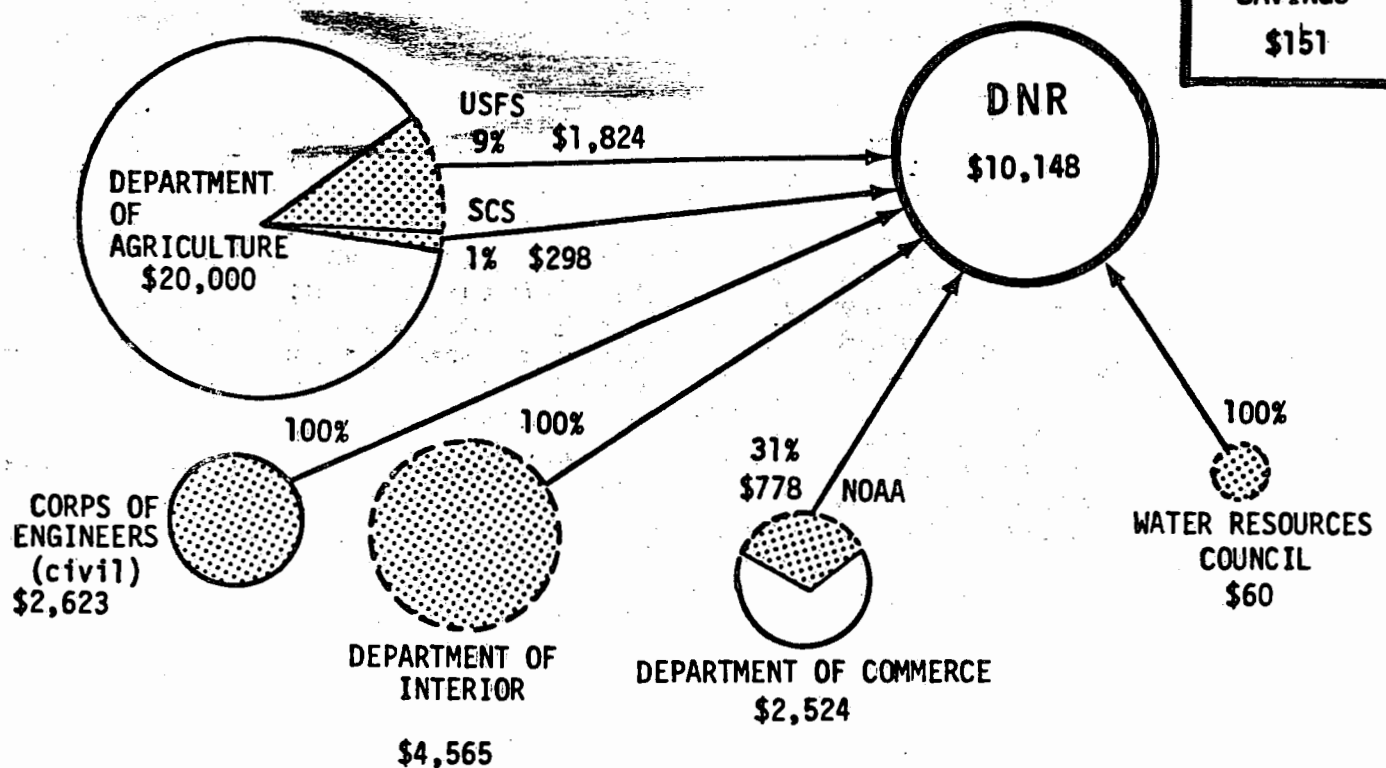 $151
DNR
$10,148
USFS
9% $1,824
SCS
1% $298
DEPARTMENT
OF
AGRICULTURE
$20,000
100%
100%
31%
$778 NOAA
100%
CORPS OF
ENGINEERS
(civil)
$2,623
DEPARTMENT OF
INTERIOR
$4,565
DEPARTMENT OF COMMERCE
$2,524
WATER RESOURCES
COUNCIL
$60